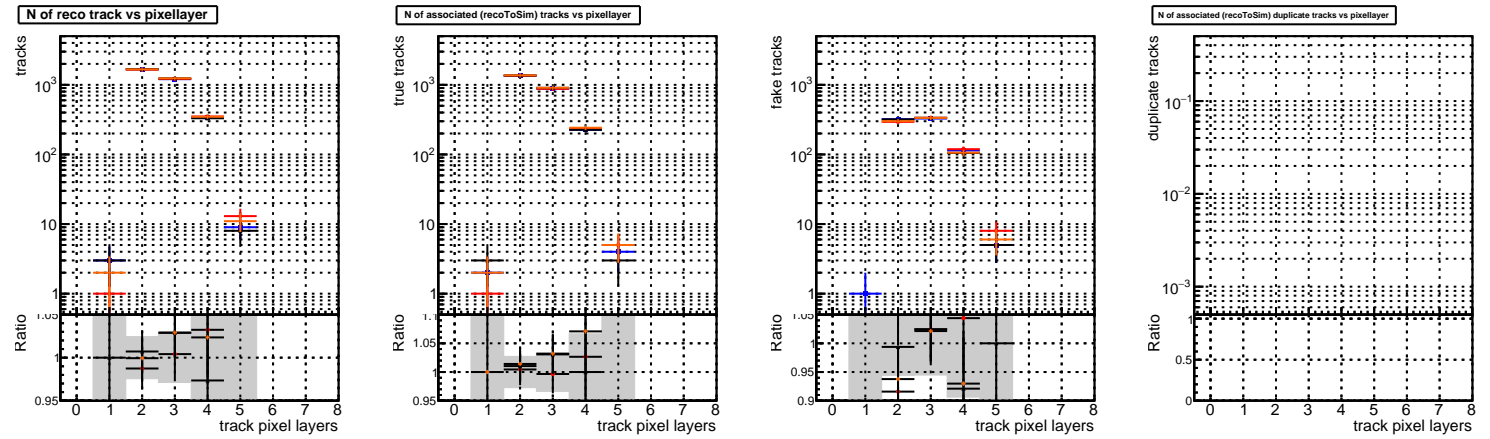 N of reco track vs pixellayer
tracks
10³
10²
10
1
Ratio
1.05
1
0.95
0 1 2 3 4 5 6 7 8
track pixel layers
N of associated (recoToSim) tracks vs pixellayer
true tracks
10³
10²
10
1
Ratio
1.1
1.05
1
0.95
0 1 2 3 4 5 6 7 8
track pixel layers
fake tracks
10³
10²
10
1
Ratio
1.05
1
0.95
0.9
0 1 2 3 4 5 6 7 8
track pixel layers
N of associated (recoToSim) duplicate tracks vs pixellayer
duplicate tracks
10⁻¹
10⁻²
10⁻³
Ratio
1
0.5
0
0 1 2 3 4 5 6 7 8
track pixel layers